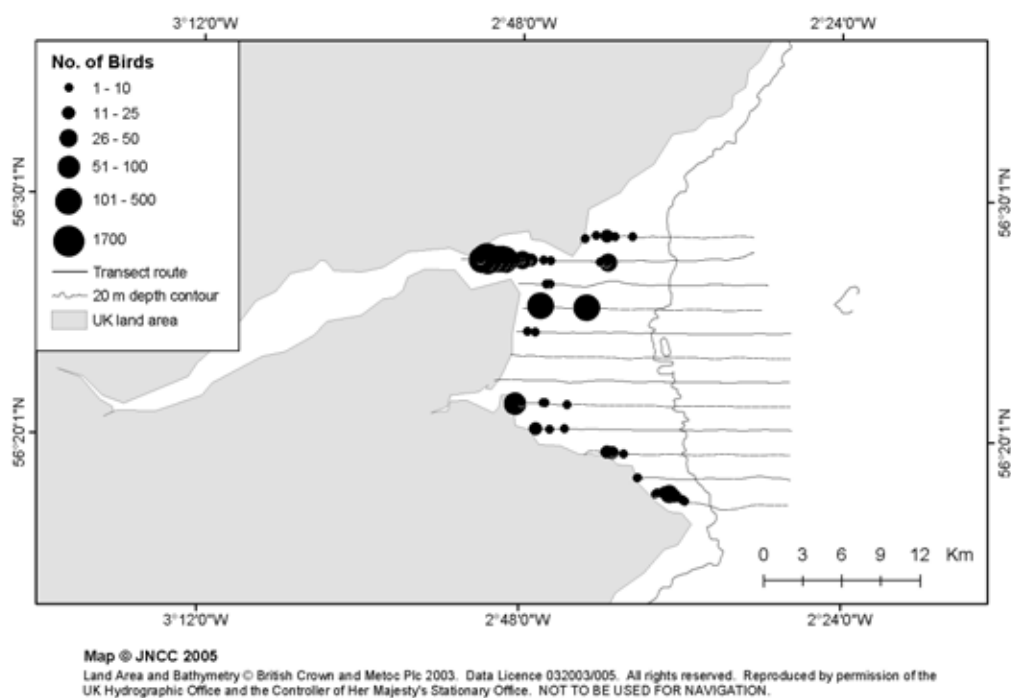 3°12'0"W 2°48'0"W 2°24'0"W
No. of Birds
1 - 10
11 - 25
26 - 50
51 - 100
101 - 500
1700
Transect route
20 m depth contour
UK land area
56°30'1"N 56°30'1"N
56°20'1"N 56°20'1"N
0 3 6 9 12 Km
3°12'0"W 2°48'0"W 2°24'0"W
Map © JNCC 2005
Land Area and Bathymetry © British Crown and Metoc Plc 2003. Data Licence 032003/005. All rights reserved. Reproduced by permission of the
UK Hydrographic Office and the Controller of Her Majesty's Stationary Office. NOT TO BE USED FOR NAVIGATION.